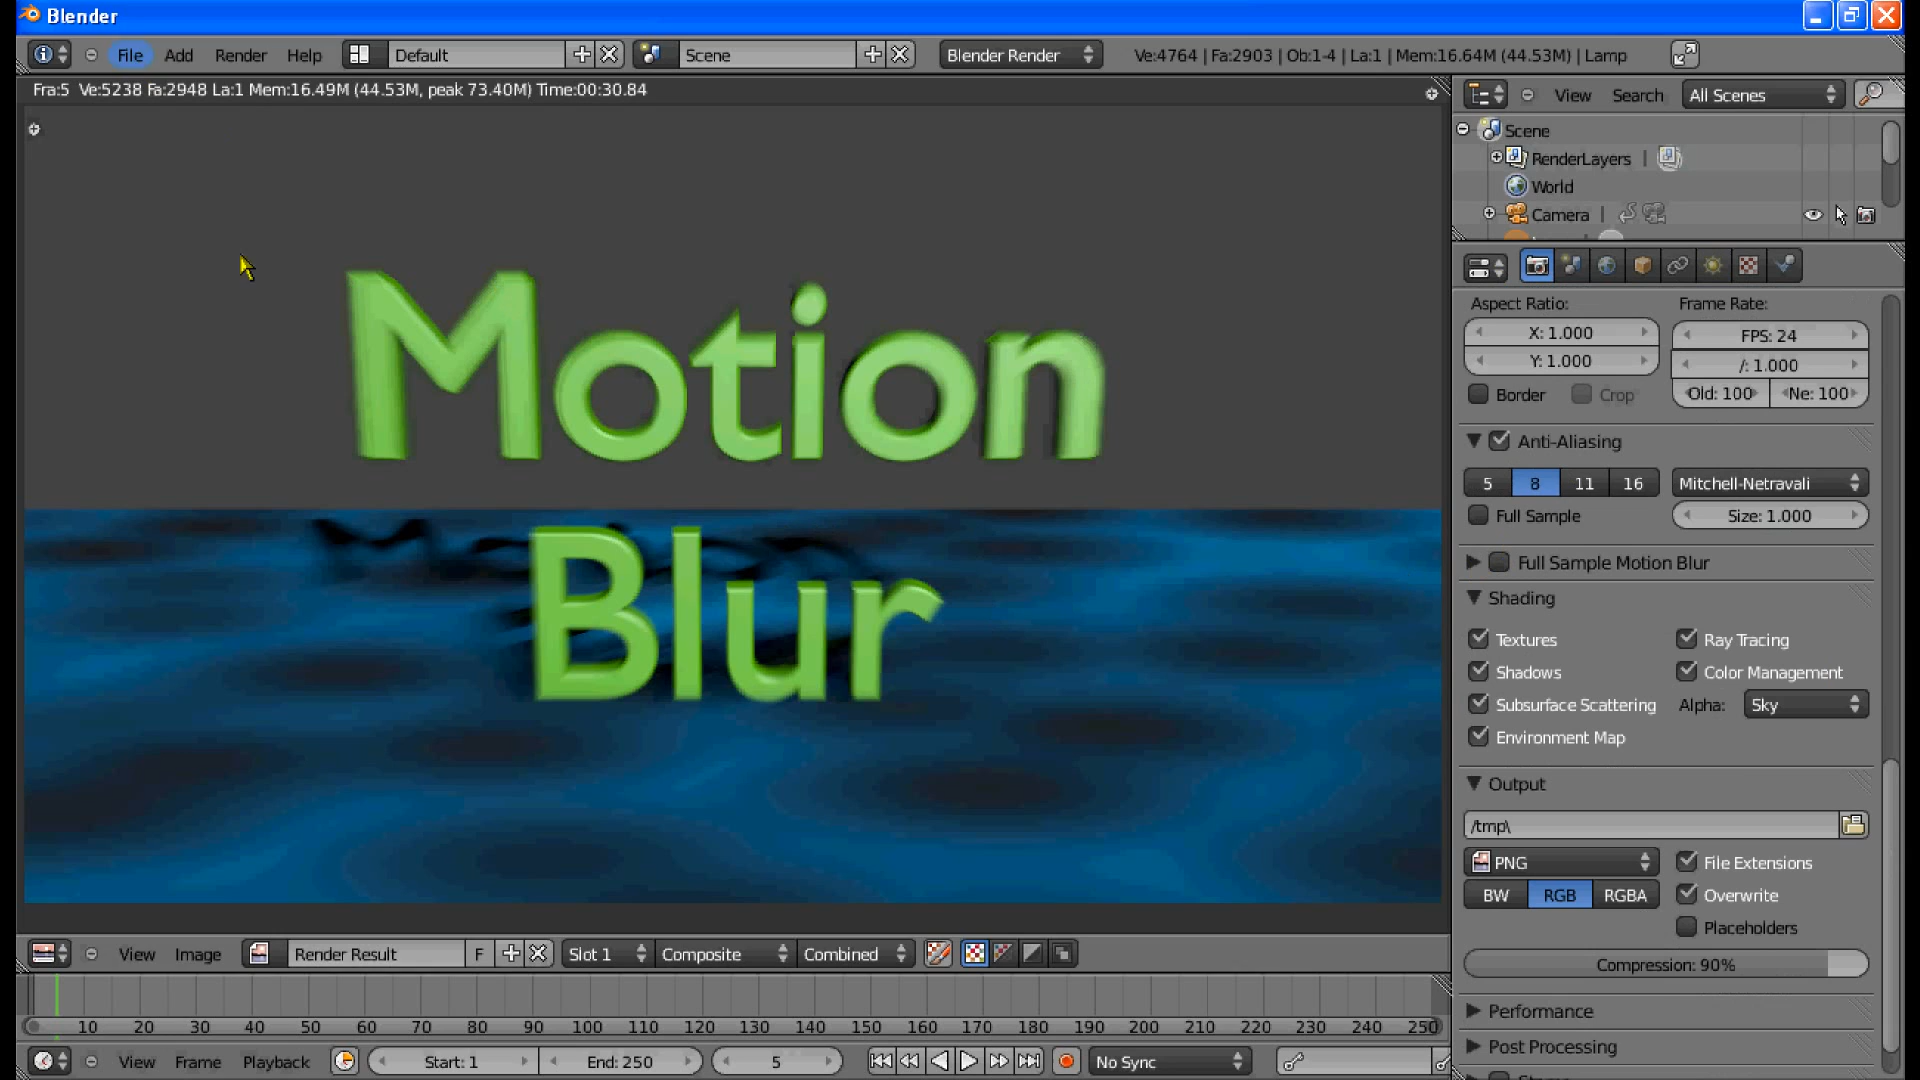 Blender
File Add Render Help Default Scene Blender Render Ve:4764 | Fa:2903 | Ob:1-4 | La:1 | Mem:16.64M (44.53M) | Lamp
Fra:5 Ve:5238 Fa:2948 La:1 Mem:16.49M (44.53M, peak 73.40M) Time:00:30.84
Motion
Blur
View Search All Scenes
Scene
RenderLayers |
World
Camera |
Aspect Ratio: Frame Rate:
X: 1.000 FPS: 24
Y: 1.000 /: 1.000
Border Crop Old: 100 Ne: 100
Anti-Aliasing
5 8 11 16 Mitchell-Netravali
Full Sample Size: 1.000
Full Sample Motion Blur
Shading
Textures Ray Tracing
Shadows Color Management
Subsurface Scattering Alpha: Sky
Environment Map
Output
/tmp\
PNG File Extensions
BW RGB RGBA Overwrite
Placeholders
Compression: 90%
Performance
Post Processing
View Image Render Result F Slot 1 Composite Combined
10 20 30 40 50 60 70 80 90 100 110 120 130 140 150 160 170 180 190 200 210 220 230 240 250
View Frame Playback Start: 1 End: 250 5 No Sync